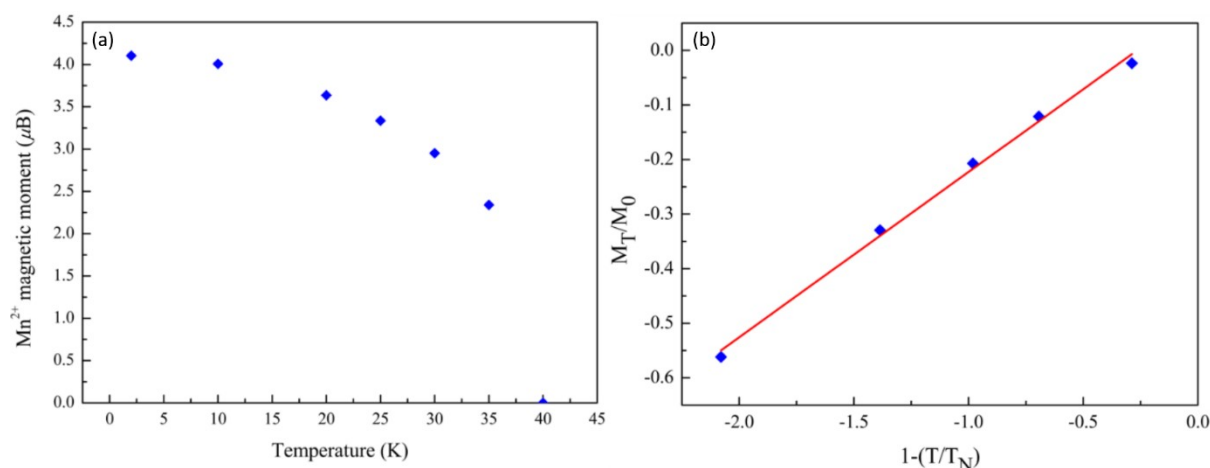 (a)
4.5
4.0
3.5
3.0
2.5
2.0
1.5
1.0
0.5
0.0
Mn²⁺ magnetic moment (μB)
0 5 10 15 20 25 30 35 40 45
Temperature (K)
(b)
0.0
-0.1
-0.2
-0.3
-0.4
-0.5
-0.6
M_T/M_0
-2.0 -1.5 -1.0 -0.5 0.0
1-(T/T_N)